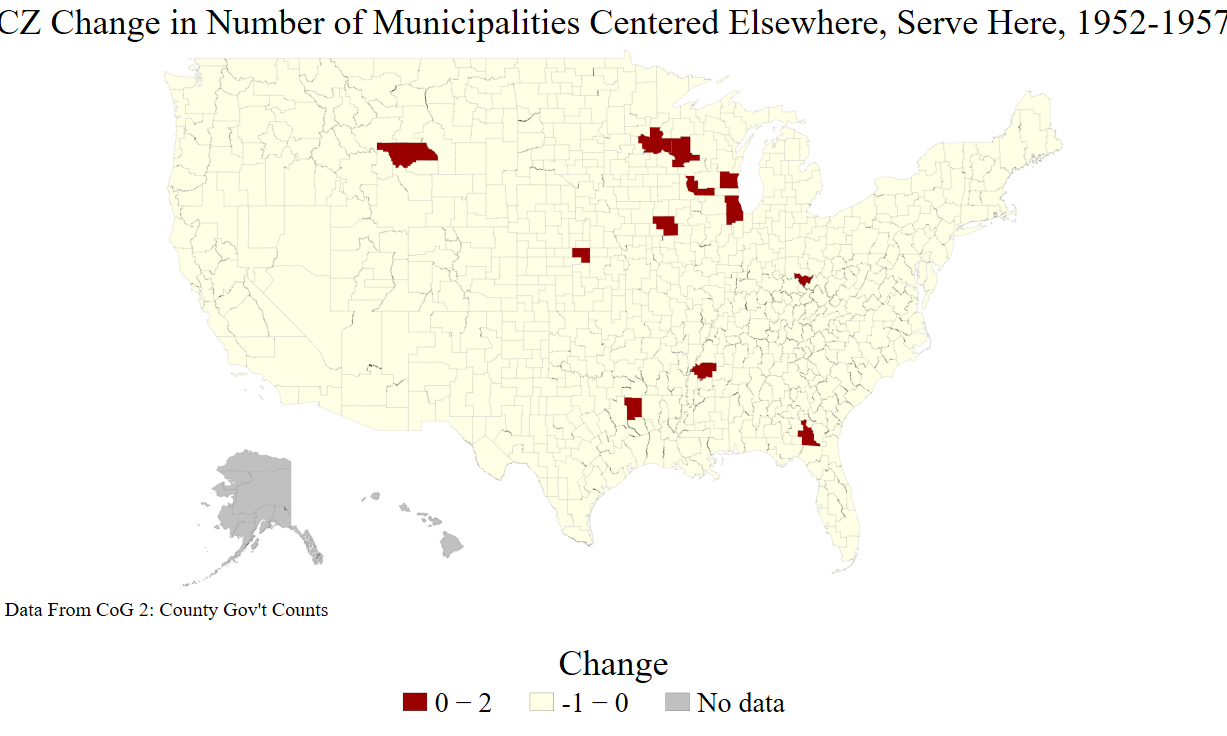 CZ Change in Number of Municipalities Centered Elsewhere, Serve Here, 1952-1957
Data From CoG 2: County Gov't Counts
Change
0 − 2
-1 − 0
No data